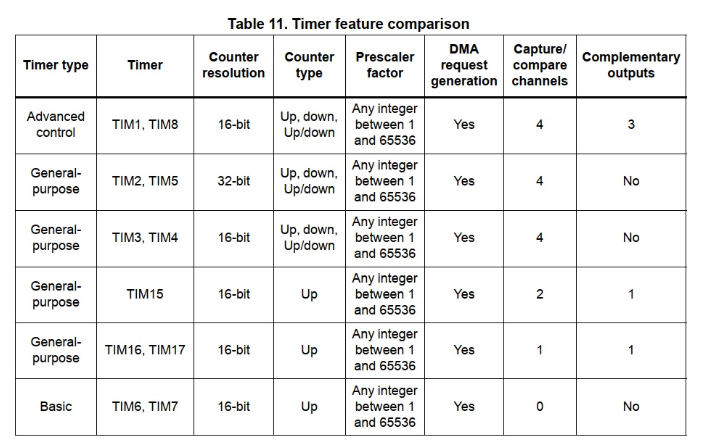 Table 11. Timer feature comparison
Timer type | Timer | Counter resolution | Counter type | Prescaler factor | DMA request generation | Capture/ compare channels | Complementary outputs
Advanced control | TIM1, TIM8 | 16-bit | Up, down, Up/down | Any integer between 1 and 65536 | Yes | 4 | 3
General-purpose | TIM2, TIM5 | 32-bit | Up, down, Up/down | Any integer between 1 and 65536 | Yes | 4 | No
General-purpose | TIM3, TIM4 | 16-bit | Up, down, Up/down | Any integer between 1 and 65536 | Yes | 4 | No
General-purpose | TIM15 | 16-bit | Up | Any integer between 1 and 65536 | Yes | 2 | 1
General-purpose | TIM16, TIM17 | 16-bit | Up | Any integer between 1 and 65536 | Yes | 1 | 1
Basic | TIM6, TIM7 | 16-bit | Up | Any integer between 1 and 65536 | Yes | 0 | No